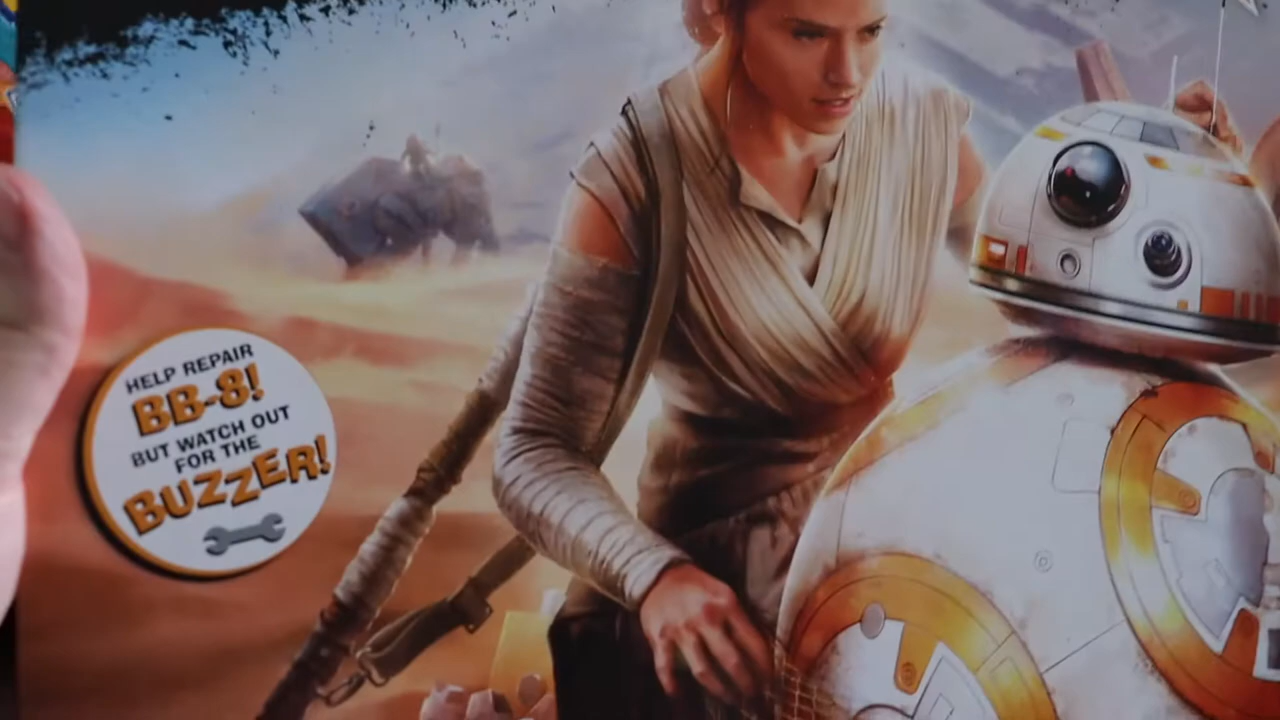 HELP REPAIR
BB-8!
BUT WATCH OUT
FOR THE
BUZZER!